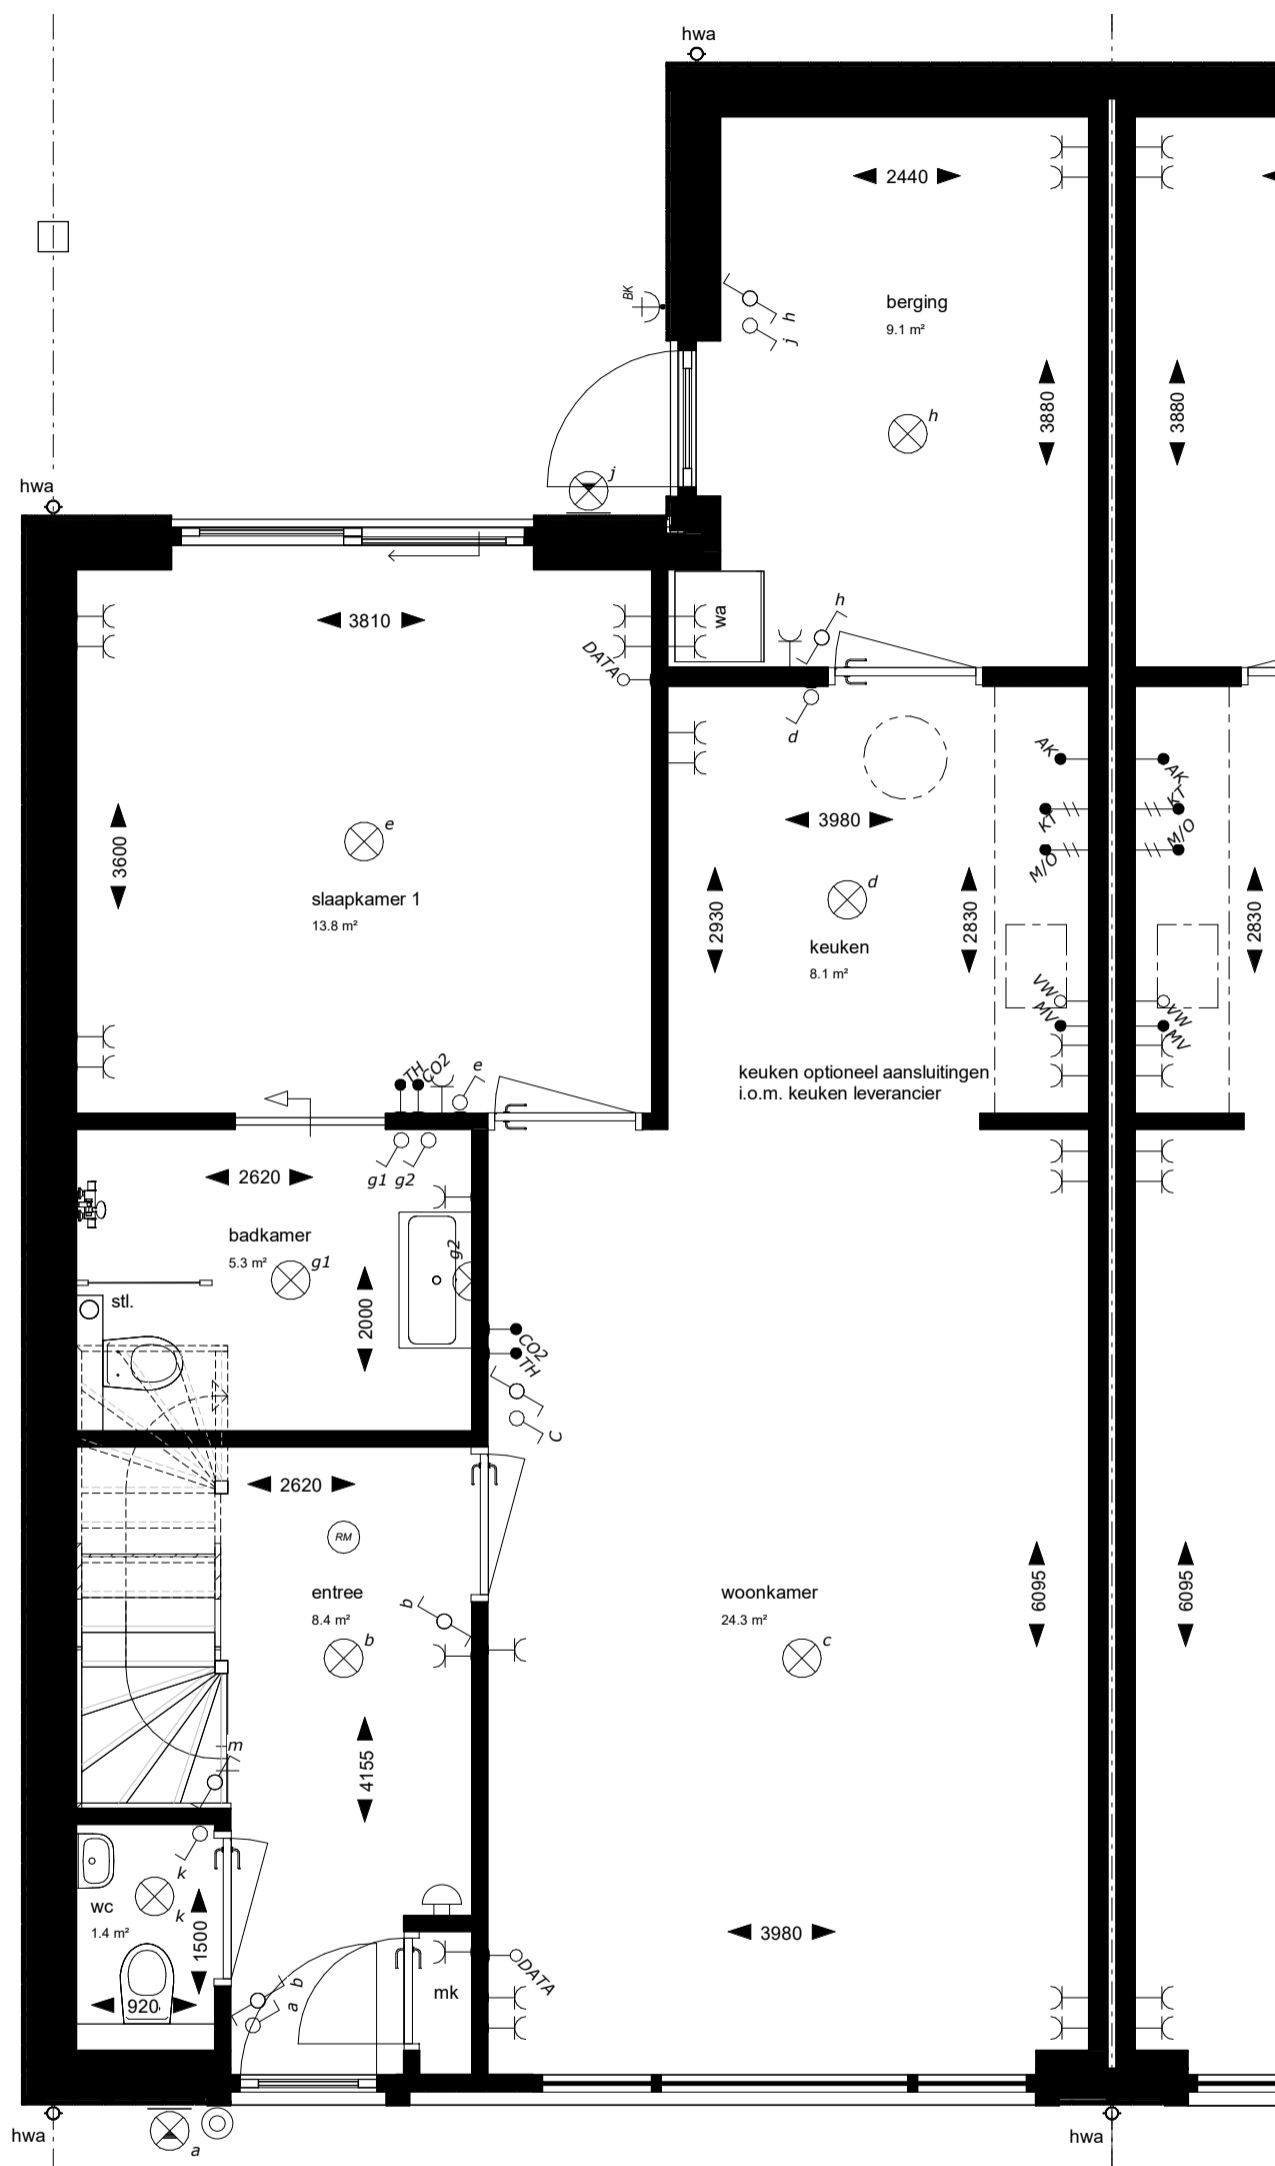 hwa
2440
BK
h
j
berging
9.1 m²
3880
3880
h
j
hwa
3810
wa
h
DATA
d
AK
AK
KT
KT
M/O
M/O
3980
e
3600
d
slaapkamer 1
13.8 m²
2930
2830
2830
keuken
8.1 m²
VW
VW
MV
MV
TH
CO2
e
keuken optioneel aansluitingen
i.o.m. keuken leverancier
g1
g2
2620
badkamer
5.3 m²
g1
g2
stl.
2000
CO2
TH
C
2620
RM
entree
8.4 m²
b
b
woonkamer
24.3 m²
c
6095
6095
m
4155
k
k
wc
1.4 m²
1500
920
b
a
mk
DATA
3980
hwa
a
hwa